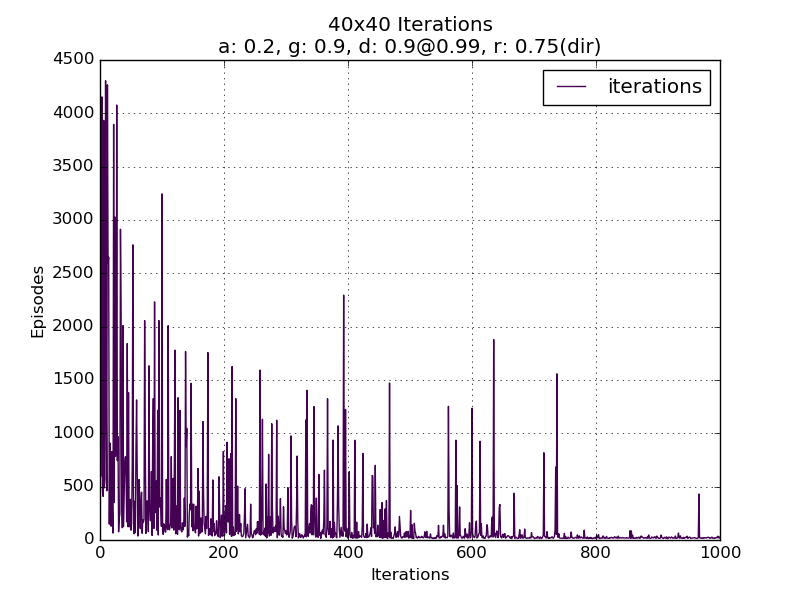 40x40 Iterations
a: 0.2, g: 0.9, d: 0.9@0.99, r: 0.75(dir)
4500
4000
3500
3000
2500
2000
1500
1000
500
0
Episodes
iterations
0 200 400 600 800 1000
Iterations